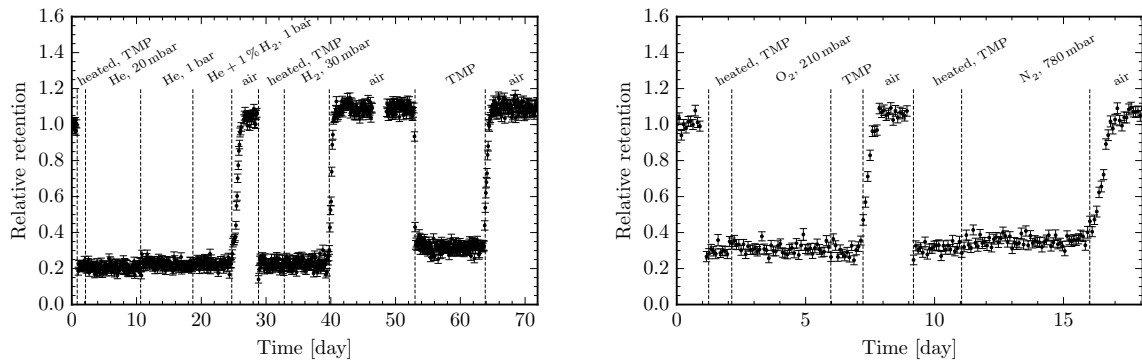 Relative retention
1.6
1.4
1.2
1.0
0.8
0.6
0.4
0.2
0.0
heated, TMP
He, 20 mbar
He, 1 bar
He + 1 % H₂, 1 bar
air
heated, TMP
H₂, 30 mbar
air
TMP
air
0 10 20 30 40 50 60 70
Time [day]
Relative retention
1.6
1.4
1.2
1.0
0.8
0.6
0.4
0.2
0.0
heated, TMP
O₂, 210 mbar
TMP
air
heated, TMP
N₂, 780 mbar
air
0 5 10 15
Time [day]